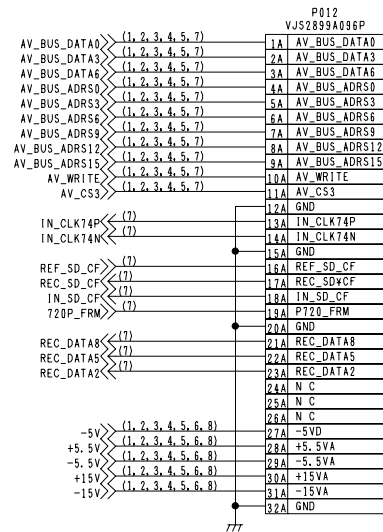 P012
VJS2899A096P
AV_BUS_DATA0 (1,2,3,4,5,7) 1A AV_BUS_DATA0
AV_BUS_DATA3 (1,2,3,4,5,7) 2A AV_BUS_DATA3
AV_BUS_DATA6 (1,2,3,4,5,7) 3A AV_BUS_DATA6
AV_BUS_ADRS0 (1,2,3,4,5,7) 4A AV_BUS_ADRS0
AV_BUS_ADRS3 (1,2,3,4,5,7) 5A AV_BUS_ADRS3
AV_BUS_ADRS6 (1,2,3,4,5,7) 6A AV_BUS_ADRS6
AV_BUS_ADRS9 (1,2,3,4,5,7) 7A AV_BUS_ADRS9
AV_BUS_ADRS12 (1,2,3,4,5,7) 8A AV_BUS_ADRS12
AV_BUS_ADRS15 (1,2,3,4,5,7) 9A AV_BUS_ADRS15
AV_WRITE (1,2,3,4,5,7) 10A AV_WRITE
AV_CS3 (1,2,3,4,5,7) 11A AV_CS3
12A GND
IN_CLK74P (7) 13A IN_CLK74P
IN_CLK74N (7) 14A IN_CLK74N
15A GND
REF_SD_CF (7) 16A REF_SD_CF
REC_SD_CF (7) 17A REC_SD¥CF
IN_SD_CF (7) 18A IN_SD_CF
720P_FRM (7) 19A P720_FRM
20A GND
REC_DATA8 (7) 21A REC_DATA8
REC_DATA5 (7) 22A REC_DATA5
REC_DATA2 (7) 23A REC_DATA2
24A N C
25A N C
26A N C
-5V (1,2,3,4,5,6,8) 27A -5VD
+5.5V (1,2,3,4,5,6,8) 28A +5.5VA
-5.5V (1,2,3,4,5,6,8) 29A -5.5VA
+15V (1,2,3,4,5,6,8) 30A +15VA
-15V (1,2,3,4,5,6,8) 31A -15VA
32A GND